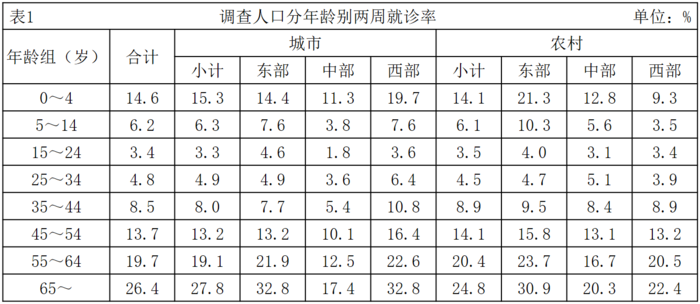 表1 调查人口分年龄别两周就诊率 单位：%
年龄组（岁） 合计 城市 农村
小计 东部 中部 西部 小计 东部 中部 西部
0～4 14.6 15.3 14.4 11.3 19.7 14.1 21.3 12.8 9.3
5～14 6.2 6.3 7.6 3.8 7.6 6.1 10.3 5.6 3.5
15～24 3.4 3.3 4.6 1.8 3.6 3.5 4.0 3.1 3.4
25～34 4.8 4.9 4.9 3.6 6.4 4.5 4.7 5.1 3.9
35～44 8.5 8.0 7.7 5.4 10.8 8.9 9.5 8.4 8.9
45～54 13.7 13.2 13.2 10.1 16.4 14.1 15.8 13.1 13.2
55～64 19.7 19.1 21.9 12.5 22.6 20.4 23.7 16.7 20.5
65～ 26.4 27.8 32.8 17.4 32.8 24.8 30.9 20.3 22.4